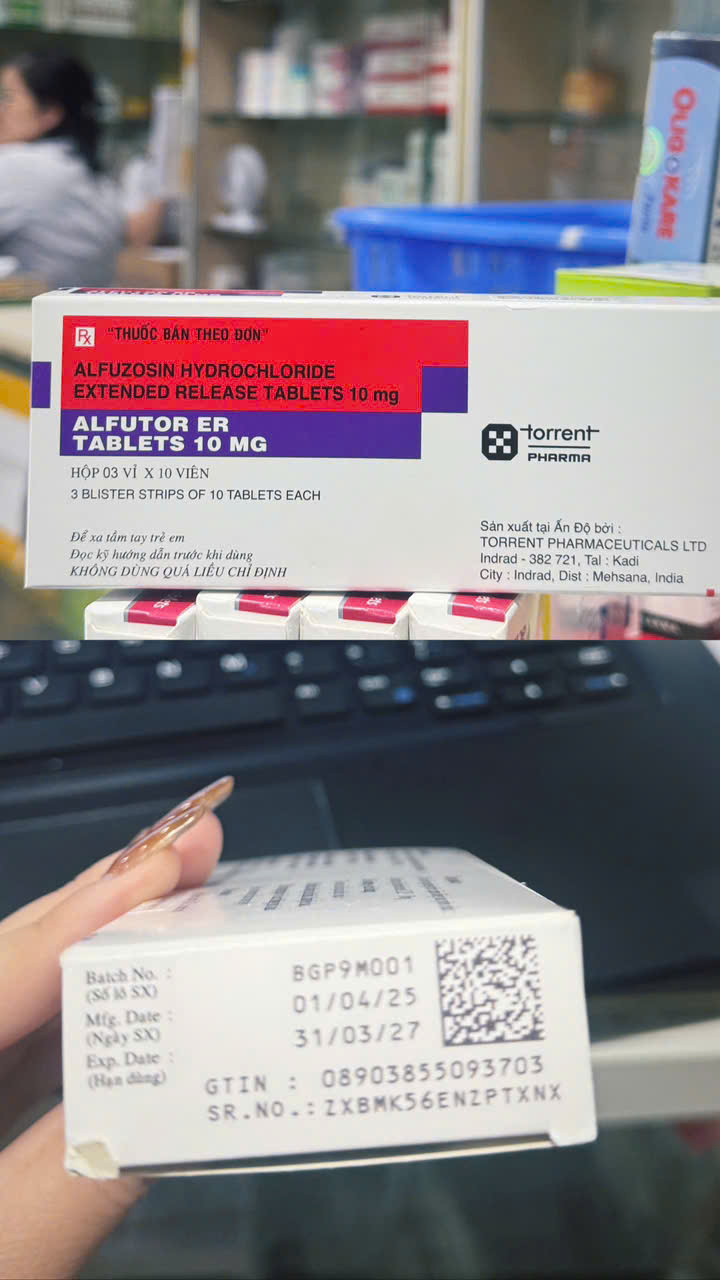 OLIGOKARE
Forte
Rx "THUỐC BÁN THEO ĐƠN"
ALFUZOSIN HYDROCHLORIDE
EXTENDED RELEASE TABLETS 10 mg
ALFUTOR ER
TABLETS 10 MG
HỘP 03 VỈ X 10 VIÊN
3 BLISTER STRIPS OF 10 TABLETS EACH
Để xa tầm tay trẻ em
Đọc kỹ hướng dẫn trước khi dùng
KHÔNG DÙNG QUÁ LIỀU CHỈ ĐỊNH
torrent
PHARMA
Sản xuất tại Ấn Độ bởi :
TORRENT PHARMACEUTICALS LTD
Indrad - 382 721, Tal : Kadi
City : Indrad, Dist : Mehsana, India
Batch No. :
(Số lô SX)
BGP9M001
Mfg. Date :
(Ngày SX)
01/04/25
Exp. Date :
(Hạn dùng)
31/03/27
GTIN : 08903855093703
SR.NO.:ZXBMK56ENZPTXNX